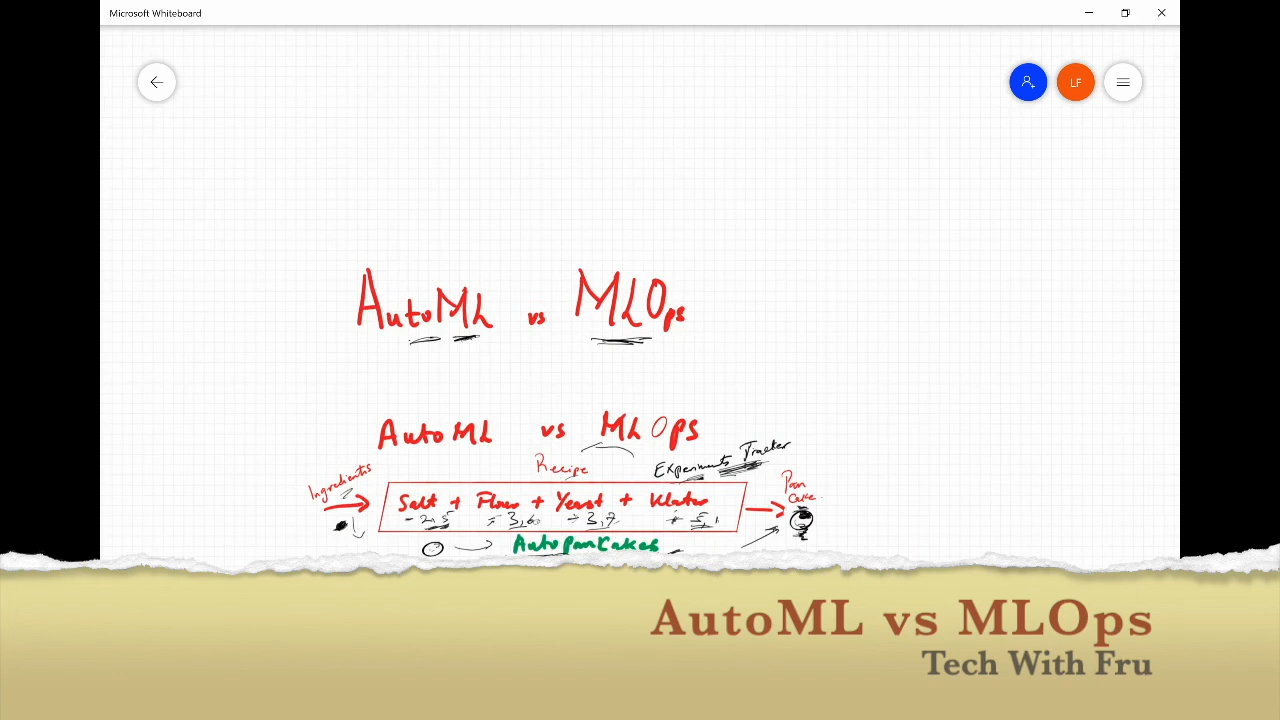 Microsoft Whiteboard
LF
AutoML vs MLOps
AutoML vs MLOps
Recipe
Experiments Tracker
Ingredients
Pan
Cake
Salt + Flour + Yeast + Water
AutoPanCakes
AutoML vs MLOps
Tech With Fru